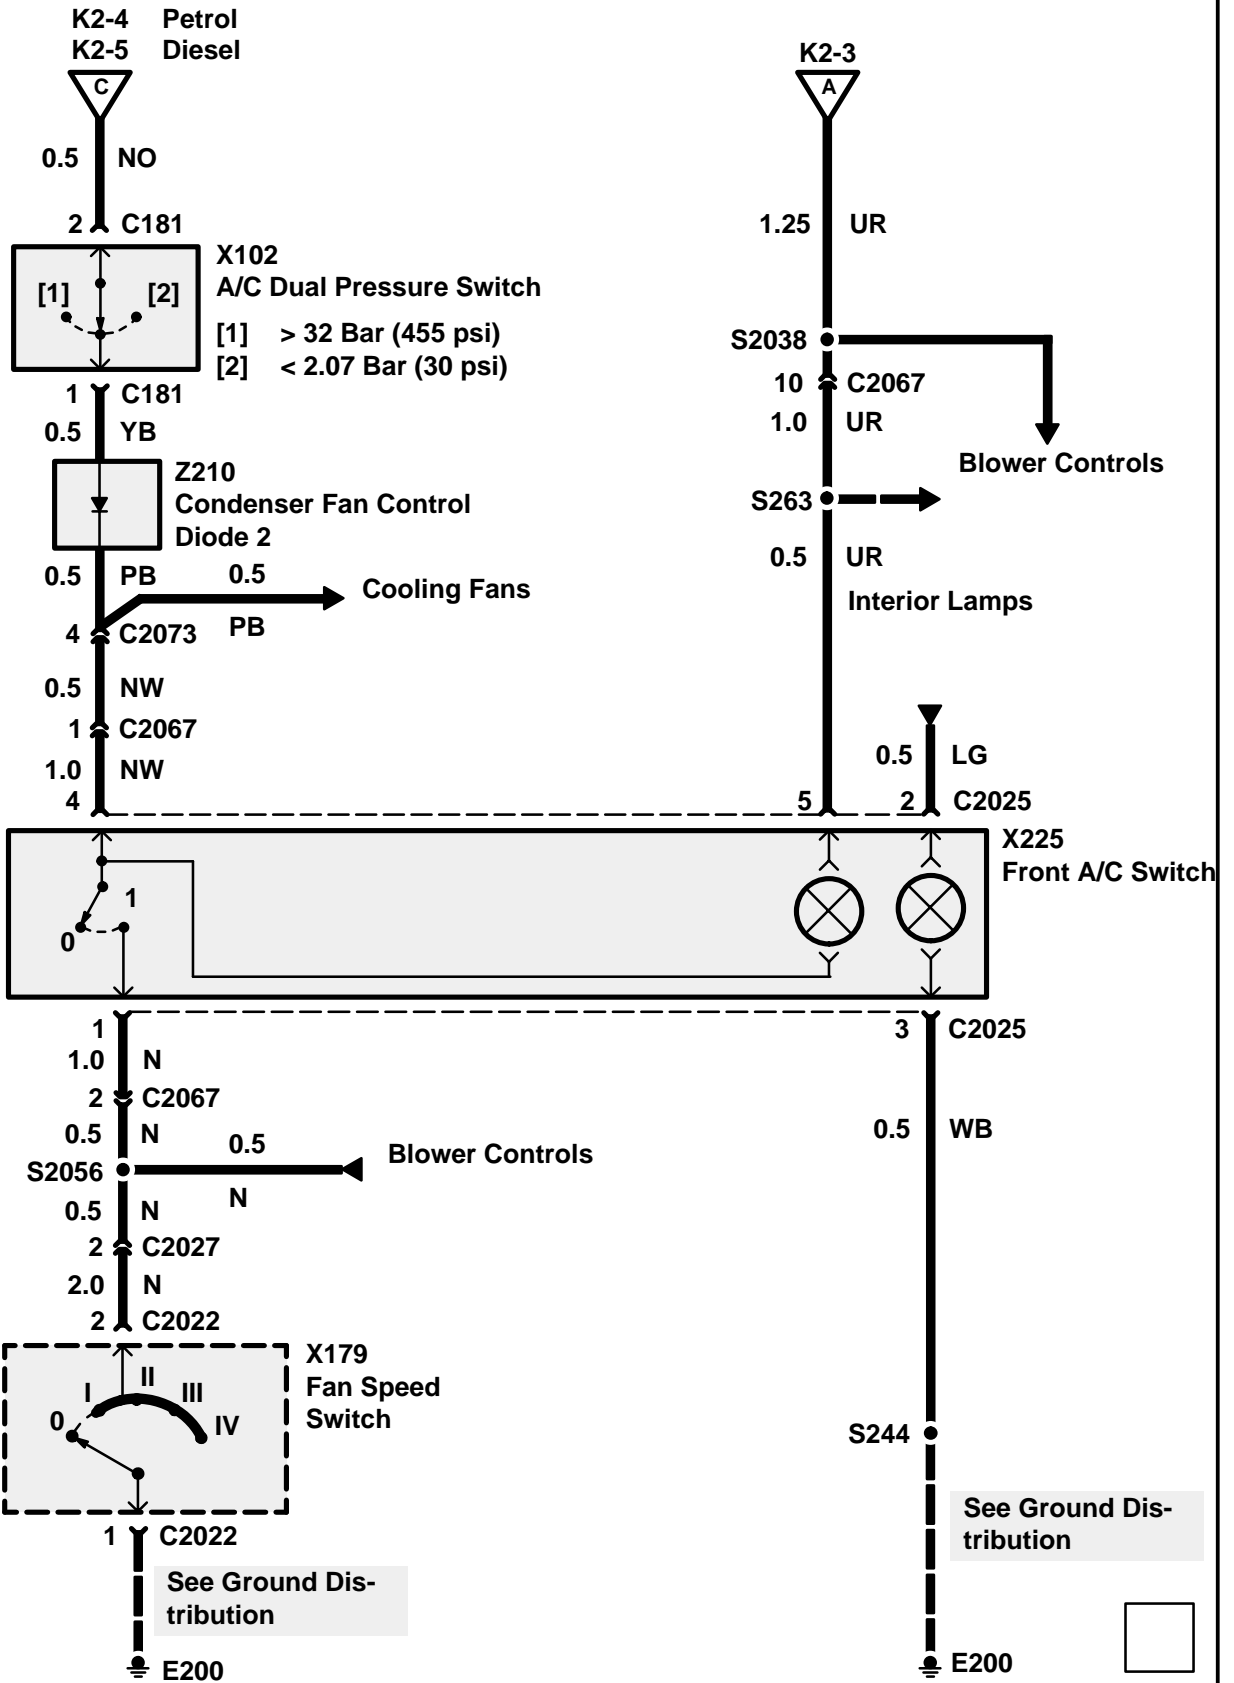 K2-4 Petrol
K2-5 Diesel
C
K2-3
A
0.5 NO
2 C181
1.25 UR
X102
A/C Dual Pressure Switch
[1] [2]
[1] > 32 Bar (455 psi)
[2] < 2.07 Bar (30 psi)
S2038
10 C2067
1 C181
0.5 YB
1.0 UR
Blower Controls
Z210
Condenser Fan Control
Diode 2
S263
0.5 PB
0.5
PB
Cooling Fans
0.5 UR
Interior Lamps
4 C2073
0.5 NW
1 C2067
1.0 NW
0.5 LG
4
5
2 C2025
X225
Front A/C Switch
1
0
1
3 C2025
1.0 N
2 C2067
0.5 N
0.5
N
Blower Controls
0.5 WB
S2056
0.5 N
2 C2027
2.0 N
2 C2022
X179
Fan Speed
Switch
0 I II III IV
S244
1 C2022
See Ground Dis-
tribution
See Ground Dis-
tribution
E200
E200